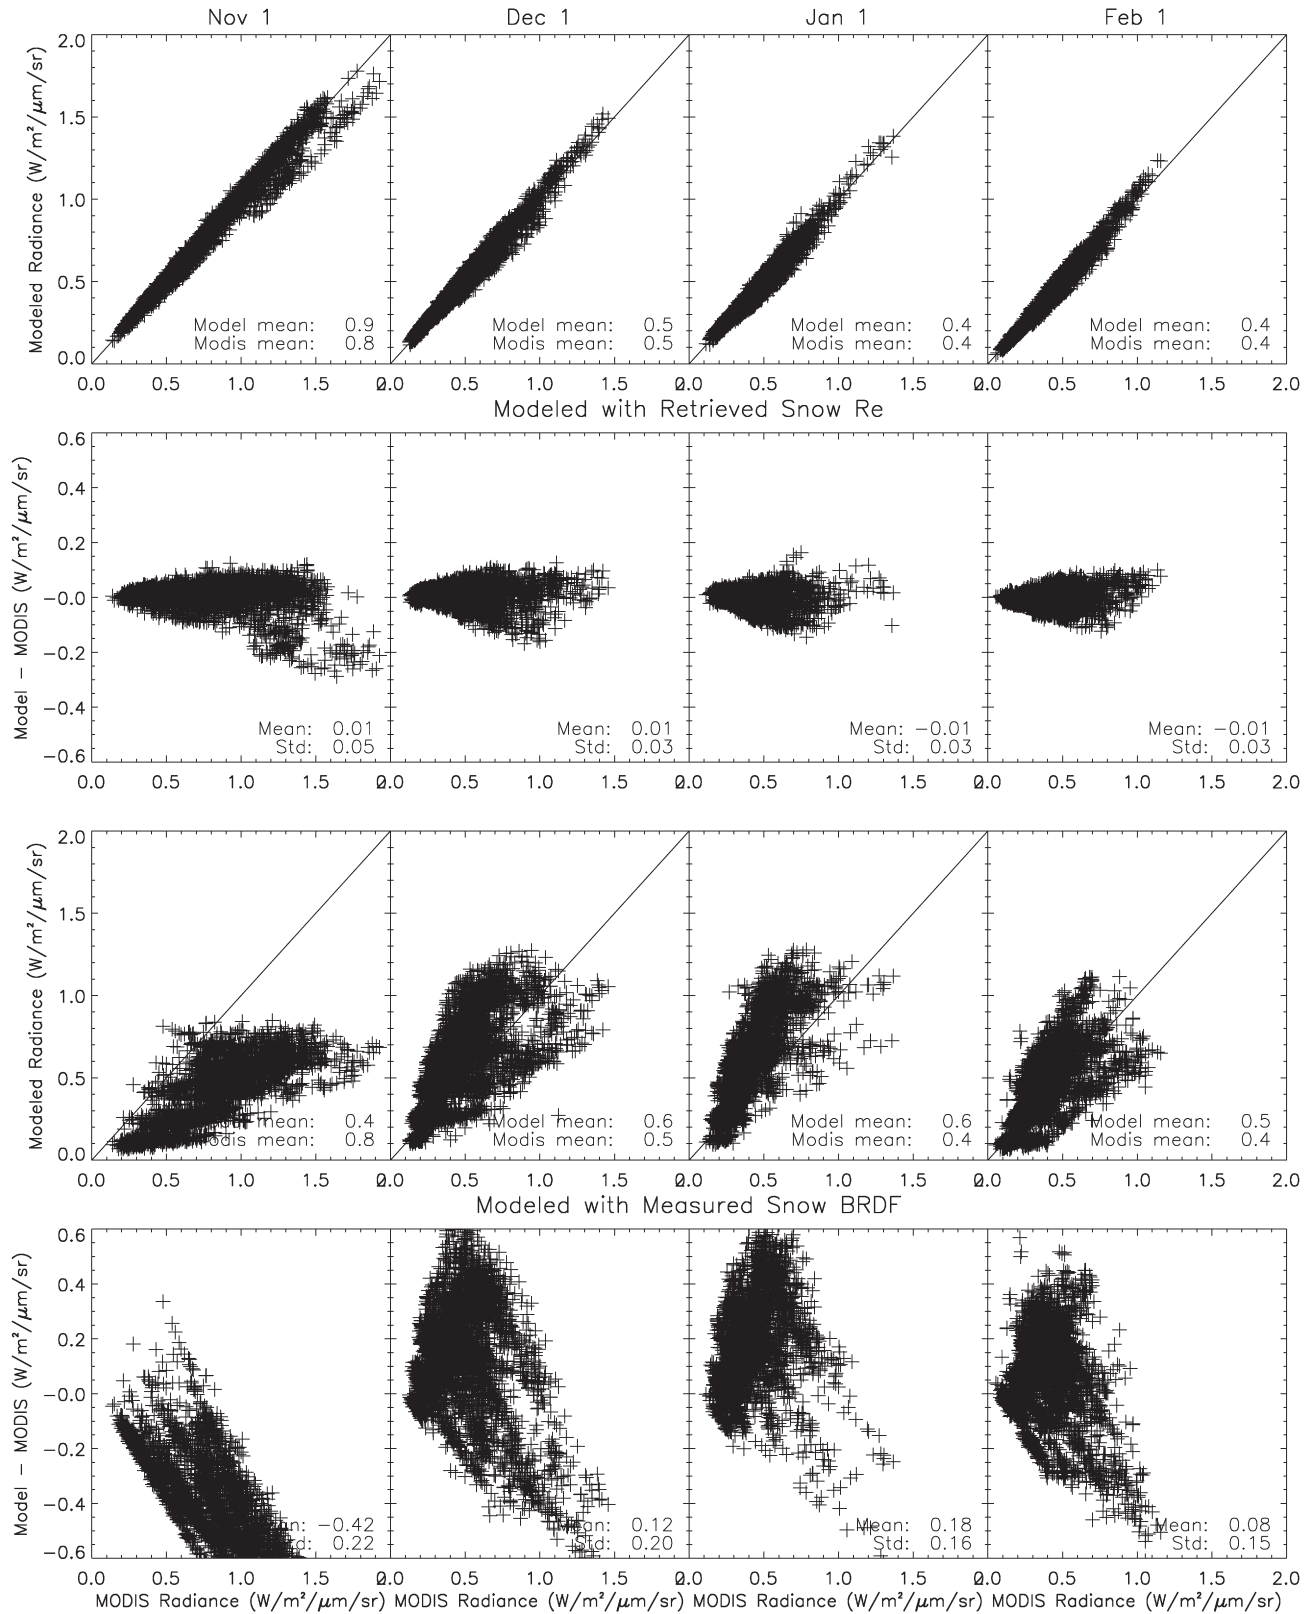 Nov 1 Dec 1 Jan 1 Feb 1
Modeled Radiance (W/m²/μm/sr)
2.0
1.5
1.0
0.5
0.0
Model mean: 0.9
Modis mean: 0.8
Model mean: 0.5
Modis mean: 0.5
Model mean: 0.4
Modis mean: 0.4
Model mean: 0.4
Modis mean: 0.4
0.0 0.5 1.0 1.5 2.0 0.5 1.0 1.5 2.0 0.5 1.0 1.5 2.0 0.5 1.0 1.5 2.0
Modeled with Retrieved Snow Re
Model – MODIS (W/m²/μm/sr)
0.6
0.4
0.2
-0.0
-0.2
-0.4
-0.6
Mean: 0.01
Std: 0.05
Mean: 0.01
Std: 0.03
Mean: -0.01
Std: 0.03
Mean: -0.01
Std: 0.03
0.0 0.5 1.0 1.5 2.0 0.5 1.0 1.5 2.0 0.5 1.0 1.5 2.0 0.5 1.0 1.5 2.0
Modeled Radiance (W/m²/μm/sr)
2.0
1.5
1.0
0.5
0.0
mean: 0.4
mean: 0.8
Model mean: 0.6
Modis mean: 0.5
Model mean: 0.6
Modis mean: 0.4
Model mean: 0.5
Modis mean: 0.4
0.0 0.5 1.0 1.5 2.0 0.5 1.0 1.5 2.0 0.5 1.0 1.5 2.0 0.5 1.0 1.5 2.0
Modeled with Measured Snow BRDF
Model – MODIS (W/m²/μm/sr)
0.6
0.4
0.2
-0.0
-0.2
-0.4
-0.6
-0.42
0.22
Mean: 0.12
Std: 0.20
Mean: 0.18
Std: 0.16
Mean: 0.08
Std: 0.15
0.0 0.5 1.0 1.5 2.0 0.5 1.0 1.5 2.0 0.5 1.0 1.5 2.0 0.5 1.0 1.5 2.0
MODIS Radiance (W/m²/μm/sr) MODIS Radiance (W/m²/μm/sr) MODIS Radiance (W/m²/μm/sr) MODIS Radiance (W/m²/μm/sr)